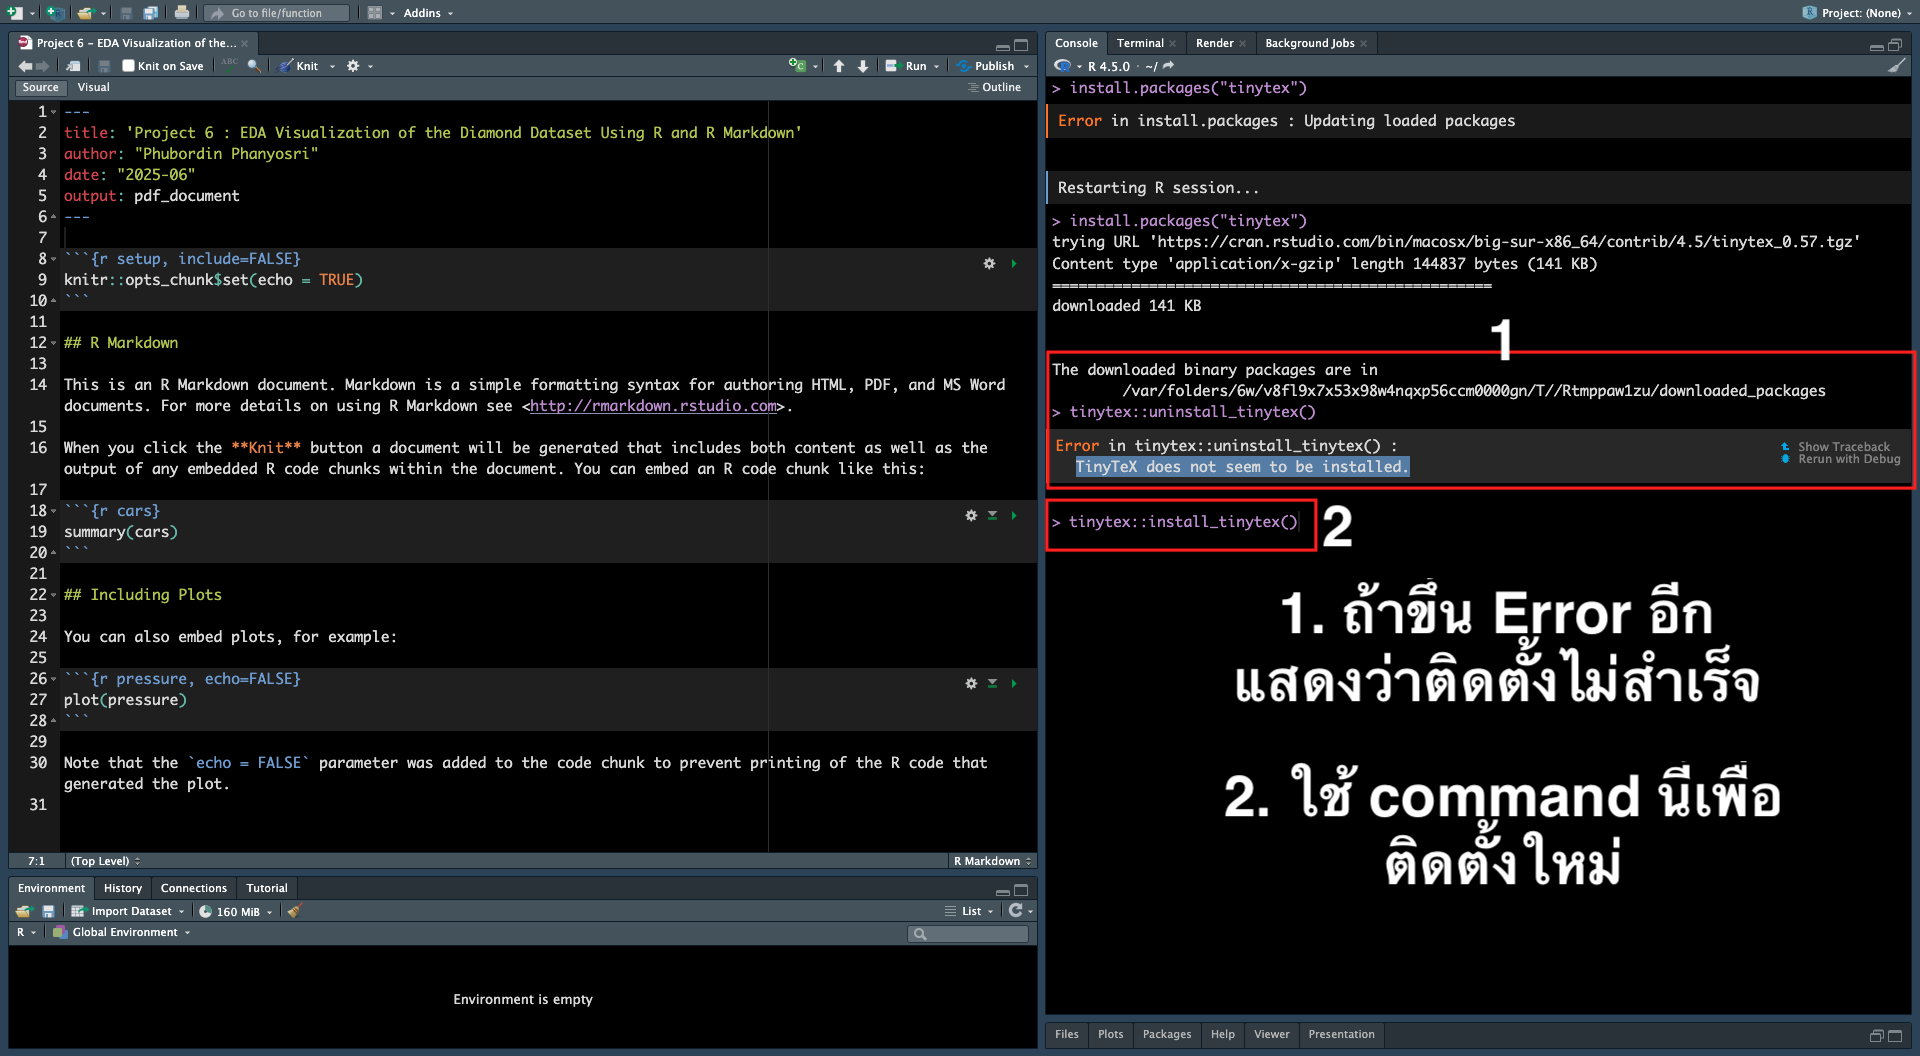 Go to file/function
Addins
Project: (None)
Project 6 – EDA Visualization of the...
Knit on Save
ABC
Knit
Run
Publish
Source
Visual
Outline
1 ---
2 title: 'Project 6 : EDA Visualization of the Diamond Dataset Using R and R Markdown'
3 author: "Phubordin Phanyosri"
4 date: "2025-06"
5 output: pdf_document
6 ---
7
8 ```{r setup, include=FALSE}
9 knitr::opts_chunk$set(echo = TRUE)
10 ```
11
12 ## R Markdown
13
14 This is an R Markdown document. Markdown is a simple formatting syntax for authoring HTML, PDF, and MS Word
documents. For more details on using R Markdown see <http://rmarkdown.rstudio.com>.
15
16 When you click the **Knit** button a document will be generated that includes both content as well as the
output of any embedded R code chunks within the document. You can embed an R code chunk like this:
17
18 ```{r cars}
19 summary(cars)
20 ```
21
22 ## Including Plots
23
24 You can also embed plots, for example:
25
26 ```{r pressure, echo=FALSE}
27 plot(pressure)
28 ```
29
30 Note that the `echo = FALSE` parameter was added to the code chunk to prevent printing of the R code that
generated the plot.
31
7:1
(Top Level)
R Markdown
Environment
History
Connections
Tutorial
Import Dataset
160 MiB
List
R
Global Environment
Environment is empty
Console
Terminal
Render
Background Jobs
R 4.5.0 · ~/
> install.packages("tinytex")
Error in install.packages : Updating loaded packages
Restarting R session...
> install.packages("tinytex")
trying URL 'https://cran.rstudio.com/bin/macosx/big-sur-x86_64/contrib/4.5/tinytex_0.57.tgz'
Content type 'application/x-gzip' length 144837 bytes (141 KB)
==================================================
downloaded 141 KB
1
The downloaded binary packages are in
/var/folders/6w/v8fl9x7x53x98w4nqxp56ccm0000gn/T//Rtmppaw1zu/downloaded_packages
> tinytex::uninstall_tinytex()
Error in tinytex::uninstall_tinytex() :
TinyTeX does not seem to be installed.
Show Traceback
Rerun with Debug
> tinytex::install_tinytex()
2
1. ถ้าขึ้น Error อีก
แสดงว่าติดตั้งไม่สำเร็จ
2. ใช้ command นี้เพื่อ
ติดตั้งใหม่
Files
Plots
Packages
Help
Viewer
Presentation